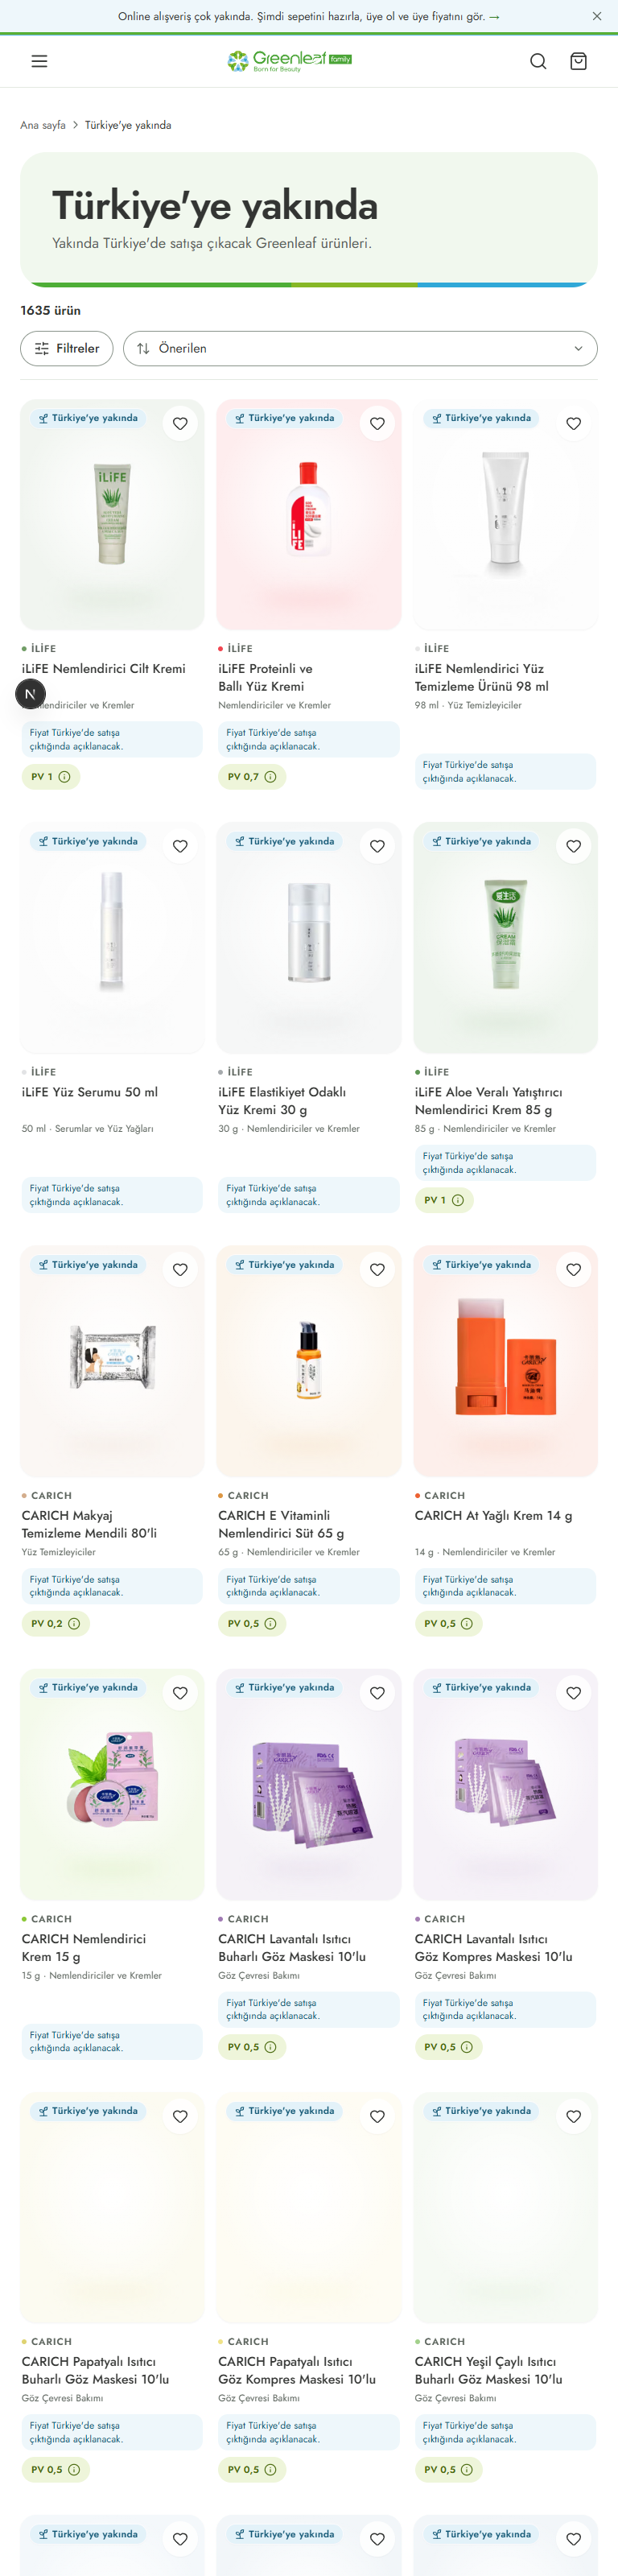 Online alışveriş çok yakında. Şimdi sepetini hazırla, üye ol ve üye fiyatını gör. →
Greenleaf family
Born for Beauty
Ana sayfa > Türkiye'ye yakında
Türkiye'ye yakında
Yakında Türkiye'de satışa çıkacak Greenleaf ürünleri.
1635 ürün
Filtreler
Önerilen
Türkiye'ye yakında
Türkiye'ye yakında
Türkiye'ye yakında
iLiFE
iLiFE
İLİFE
iLiFE Nemlendirici Cilt Kremi
Nemlendiriciler ve Kremler
Fiyat Türkiye'de satışa
çıktığında açıklanacak.
PV 1
İLİFE
iLiFE Proteinli ve
Ballı Yüz Kremi
Nemlendiriciler ve Kremler
Fiyat Türkiye'de satışa
çıktığında açıklanacak.
PV 0,7
İLİFE
iLiFE Nemlendirici Yüz
Temizleme Ürünü 98 ml
98 ml · Yüz Temizleyiciler
Fiyat Türkiye'de satışa
çıktığında açıklanacak.
Türkiye'ye yakında
Türkiye'ye yakında
Türkiye'ye yakında
爱生活
CREAM
保湿霜
İLİFE
iLiFE Yüz Serumu 50 ml
50 ml · Serumlar ve Yüz Yağları
Fiyat Türkiye'de satışa
çıktığında açıklanacak.
İLİFE
iLiFE Elastikiyet Odaklı
Yüz Kremi 30 g
30 g · Nemlendiriciler ve Kremler
Fiyat Türkiye'de satışa
çıktığında açıklanacak.
İLİFE
iLiFE Aloe Veralı Yatıştırıcı
Nemlendirici Krem 85 g
85 g · Nemlendiriciler ve Kremler
Fiyat Türkiye'de satışa
çıktığında açıklanacak.
PV 1
Türkiye'ye yakında
Türkiye'ye yakında
Türkiye'ye yakında
CARICH
CARICH
CARICH Makyaj
Temizleme Mendili 80'li
Yüz Temizleyiciler
Fiyat Türkiye'de satışa
çıktığında açıklanacak.
PV 0,2
CARICH
CARICH E Vitaminli
Nemlendirici Süt 65 g
65 g · Nemlendiriciler ve Kremler
Fiyat Türkiye'de satışa
çıktığında açıklanacak.
PV 0,5
CARICH
CARICH At Yağlı Krem 14 g
14 g · Nemlendiriciler ve Kremler
Fiyat Türkiye'de satışa
çıktığında açıklanacak.
PV 0,5
Türkiye'ye yakında
Türkiye'ye yakında
Türkiye'ye yakında
CARICH
CARICH Nemlendirici
Krem 15 g
15 g · Nemlendiriciler ve Kremler
Fiyat Türkiye'de satışa
çıktığında açıklanacak.
CARICH
CARICH Lavantalı Isıtıcı
Buharlı Göz Maskesi 10'lu
Göz Çevresi Bakımı
Fiyat Türkiye'de satışa
çıktığında açıklanacak.
PV 0,5
CARICH
CARICH Lavantalı Isıtıcı
Göz Kompres Maskesi 10'lu
Göz Çevresi Bakımı
Fiyat Türkiye'de satışa
çıktığında açıklanacak.
PV 0,5
Türkiye'ye yakında
Türkiye'ye yakında
Türkiye'ye yakında
CARICH
CARICH Papatyalı Isıtıcı
Buharlı Göz Maskesi 10'lu
Göz Çevresi Bakımı
Fiyat Türkiye'de satışa
çıktığında açıklanacak.
PV 0,5
CARICH
CARICH Papatyalı Isıtıcı
Göz Kompres Maskesi 10'lu
Göz Çevresi Bakımı
Fiyat Türkiye'de satışa
çıktığında açıklanacak.
PV 0,5
CARICH
CARICH Yeşil Çaylı Isıtıcı
Buharlı Göz Maskesi 10'lu
Göz Çevresi Bakımı
Fiyat Türkiye'de satışa
çıktığında açıklanacak.
PV 0,5
Türkiye'ye yakında
Türkiye'ye yakında
Türkiye'ye yakında